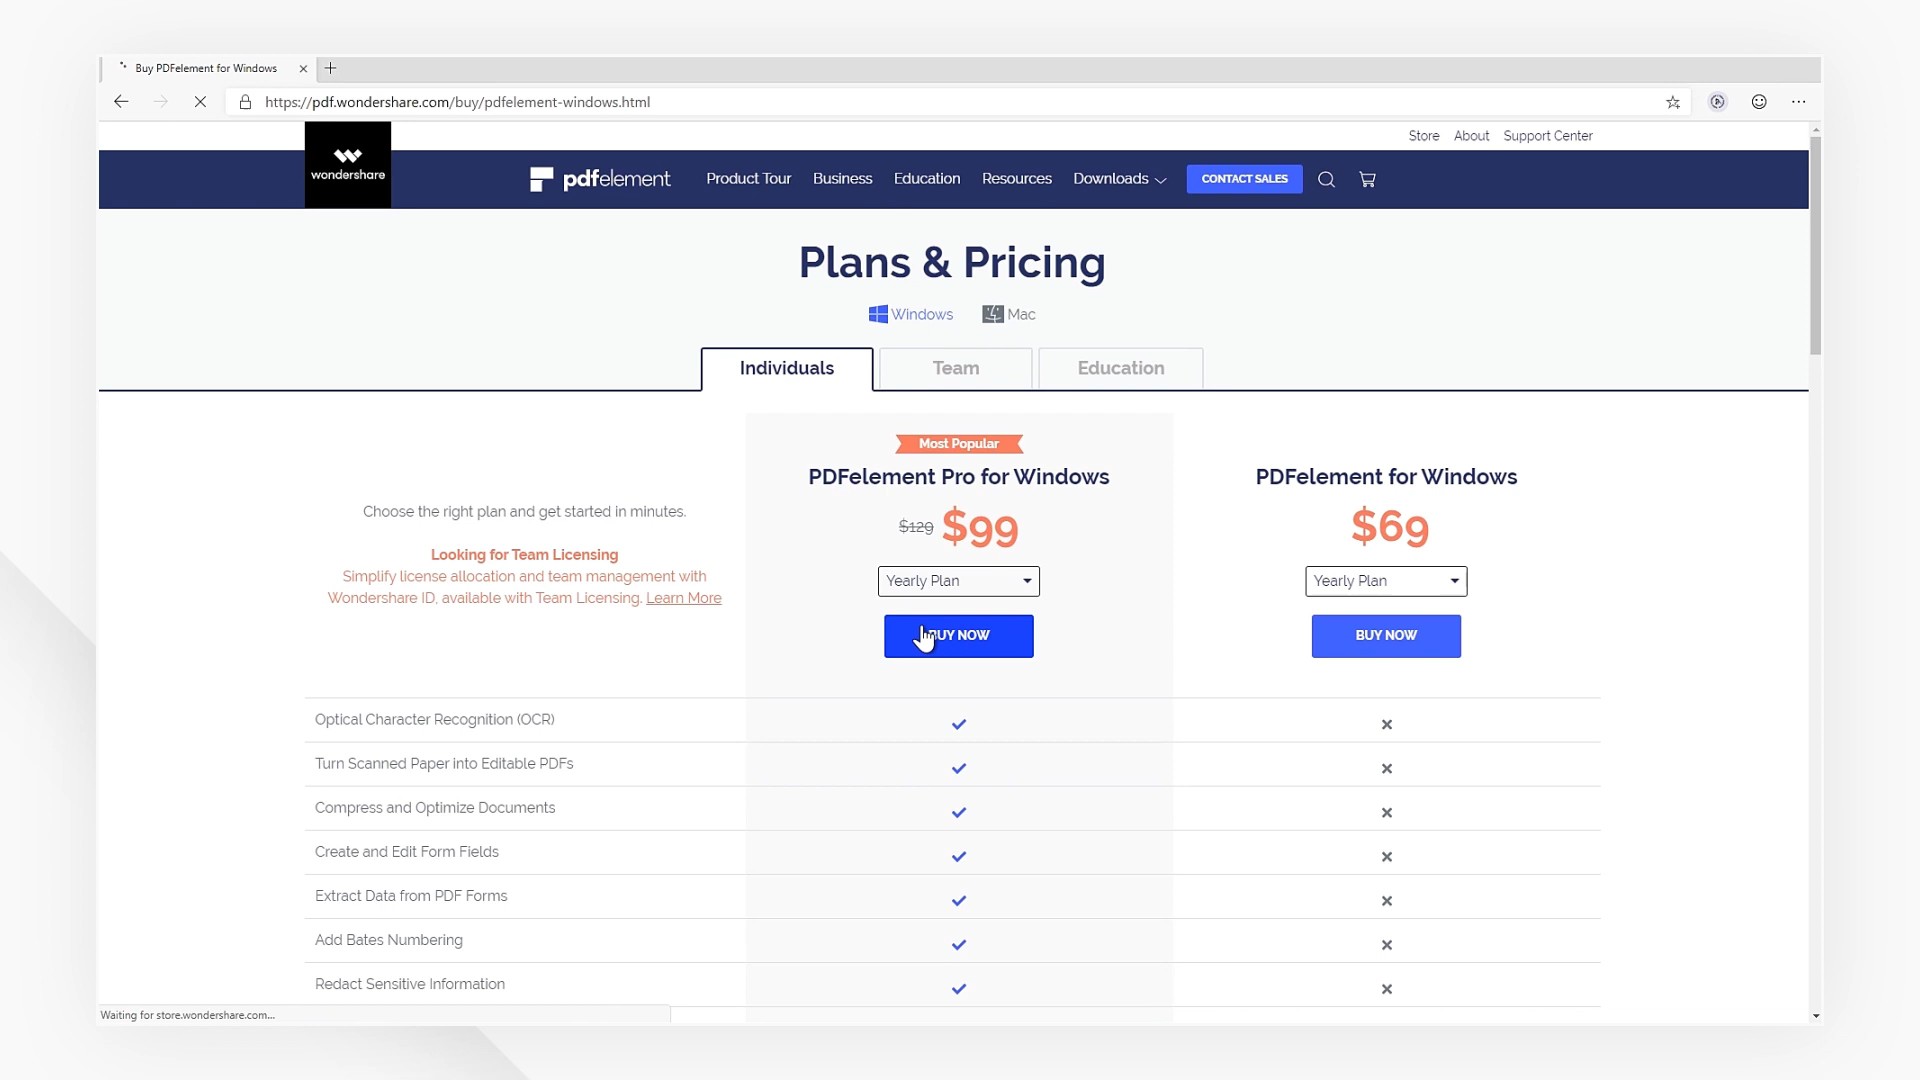 Buy PDFelement for Windows
https://pdf.wondershare.com/buy/pdfelement-windows.html
Store About Support Center
wondershare
pdfelement Product Tour Business Education Resources Downloads CONTACT SALES
Plans & Pricing
Windows Mac
Individuals Team Education
Most Popular
PDFelement Pro for Windows PDFelement for Windows
Choose the right plan and get started in minutes.
$129 $99 $69
Looking for Team Licensing
Simplify license allocation and team management with
Wondershare ID, available with Team Licensing. Learn More
Yearly Plan Yearly Plan
BUY NOW BUY NOW
Optical Character Recognition (OCR)
Turn Scanned Paper into Editable PDFs
Compress and Optimize Documents
Create and Edit Form Fields
Extract Data from PDF Forms
Add Bates Numbering
Redact Sensitive Information
Waiting for store.wondershare.com...